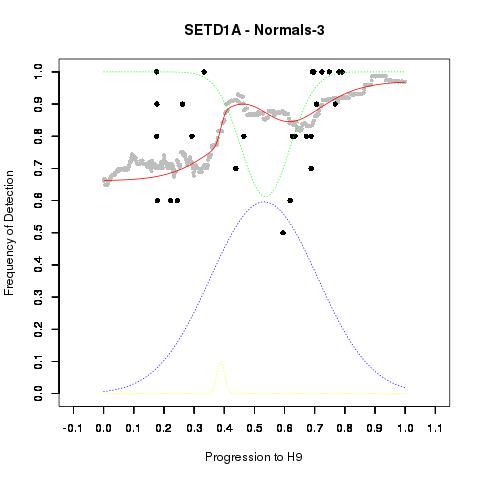 SETD1A - Normals-3
Frequency of Detection
1.0
0.9
0.8
0.7
0.6
0.5
0.4
0.3
0.2
0.1
0.0
-0.1 0.0 0.1 0.2 0.3 0.4 0.5 0.6 0.7 0.8 0.9 1.0 1.1
Progression to H9